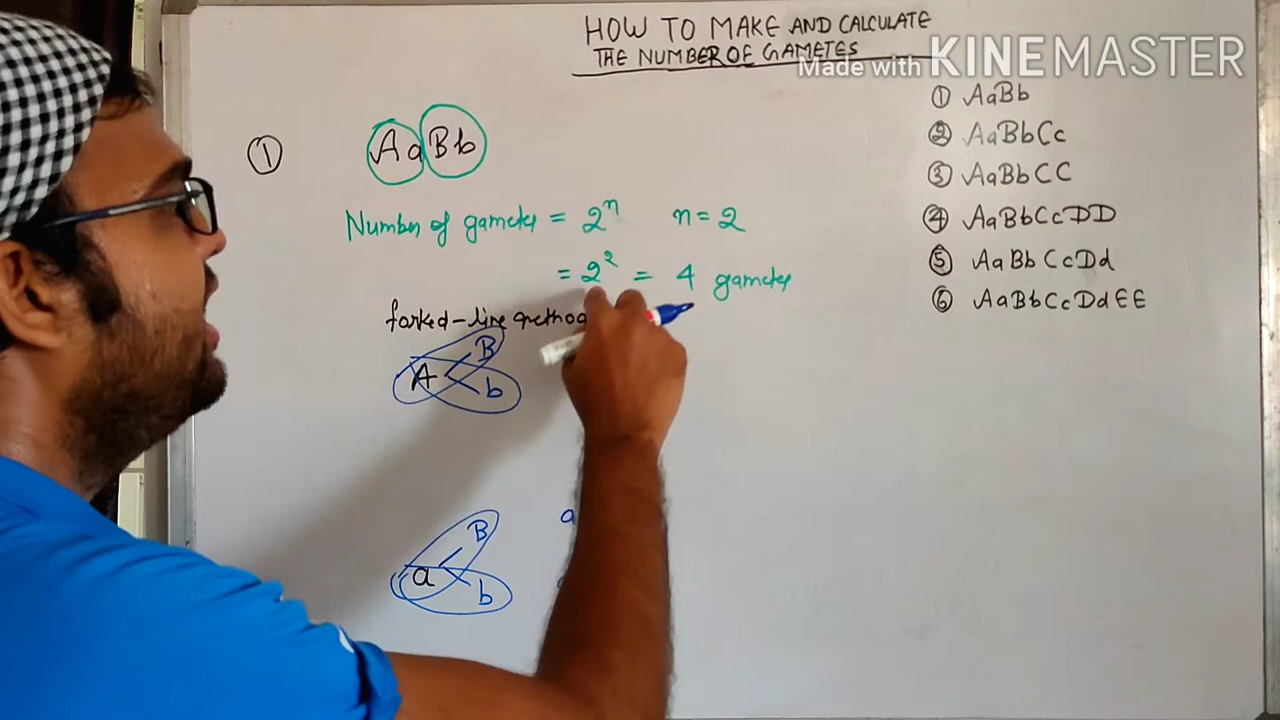 HOW TO MAKE AND CALCULATE
THE NUMBER OF GAMETES
Made with KINEMASTER
① AaBb
Number of gametes = 2ⁿ n = 2
= 2² = 4 gametes
forked-line method
A B
b
a B
b
a
① AaBb
② AaBbCc
③ AaBbCC
④ AaBbCcDD
⑤ AaBbCcDd
⑥ AaBbCcDdEE